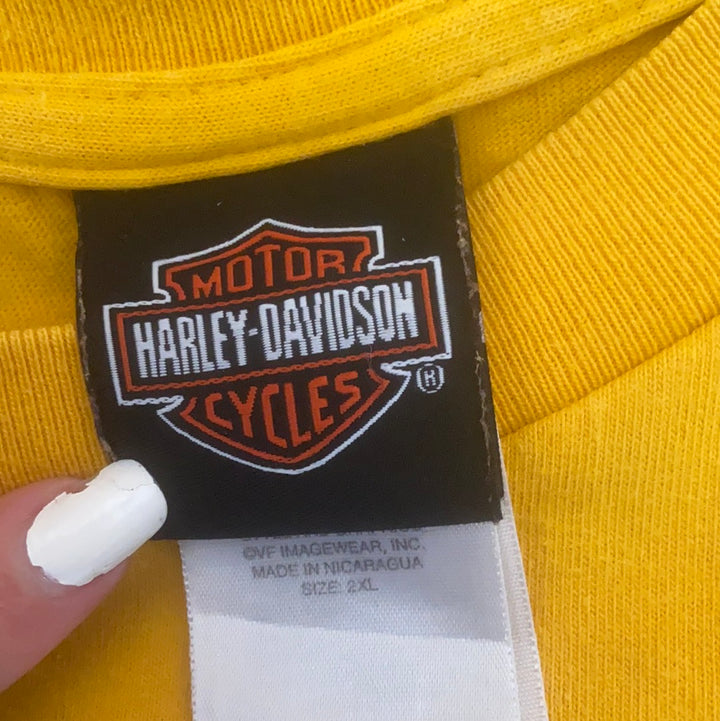 MOTOR
HARLEY-DAVIDSON
CYCLES
®
©VF IMAGEWEAR, INC.
MADE IN NICARAGUA
SIZE: 2XL